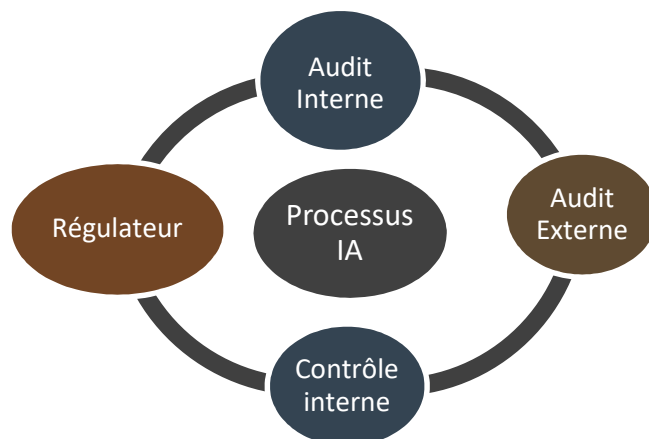 Audit
Interne
Régulateur
Processus
IA
Audit
Externe
Contrôle
interne